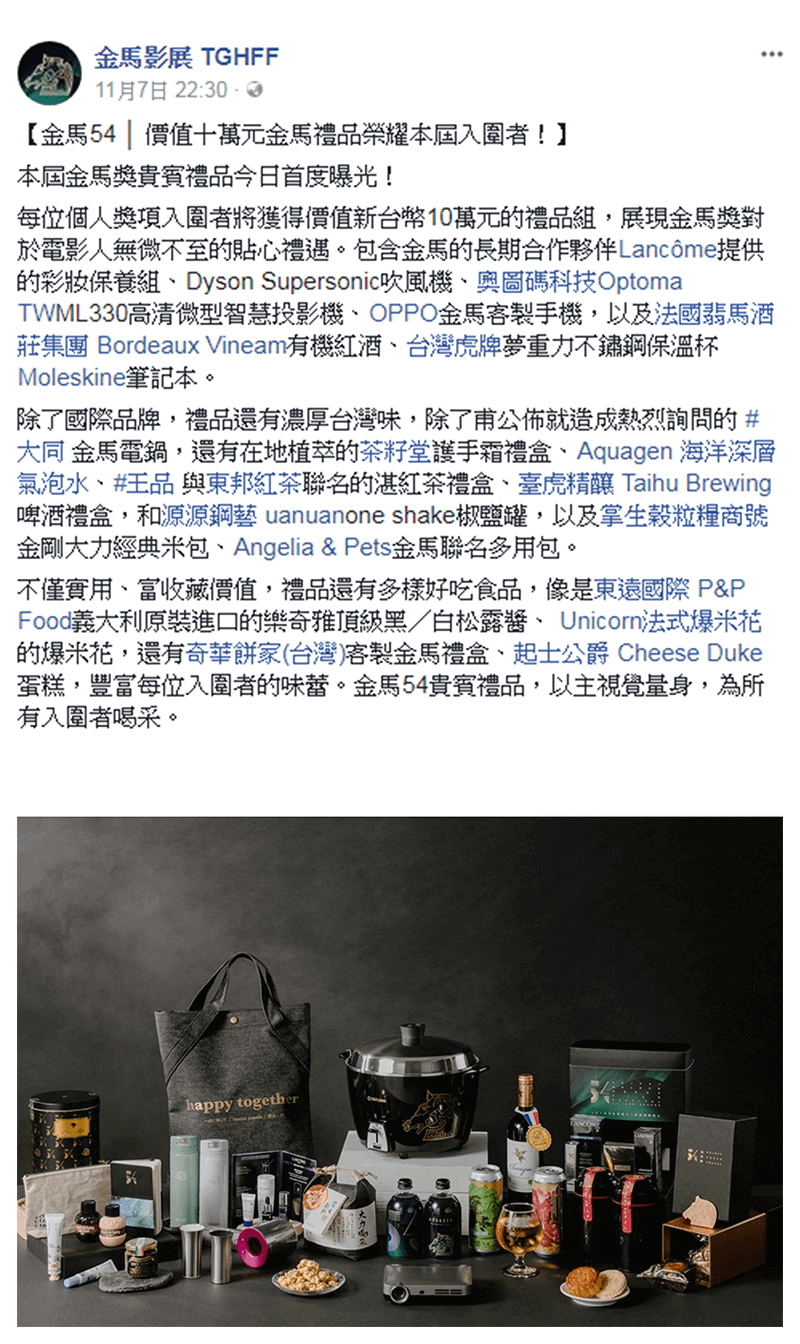 金馬影展 TGHFF
11月7日 22:30
【金馬54│ 價值十萬元金馬禮品榮耀本屆入圍者！】
本屆金馬獎貴賓禮品今日首度曝光！
每位個人獎項入圍者將獲得價值新台幣10萬元的禮品組，展現金馬獎對
於電影人無微不至的貼心禮遇。包含金馬的長期合作夥伴Lancôme提供
的彩妝保養組、Dyson Supersonic吹風機、奧圖碼科技Optoma
TWML330高清微型智慧投影機、OPPO金馬客製手機，以及法國翡馬酒
莊集團 Bordeaux Vineam有機紅酒、台灣虎牌夢重力不鏽鋼保溫杯
Moleskine筆記本。
除了國際品牌，禮品還有濃厚台灣味，除了甫公佈就造成熱烈詢問的 #
大同 金馬電鍋，還有在地植萃的茶籽堂護手霜禮盒、Aquagen 海洋深層
氣泡水、#王品 與東邦紅茶聯名的湛紅茶禮盒、臺虎精釀 Taihu Brewing
啤酒禮盒，和源源鋼藝 uanuanone shake椒鹽罐，以及掌生穀粒糧商號
金剛大力經典米包、Angelia & Pets金馬聯名多用包。
不僅實用、富收藏價值，禮品還有多樣好吃食品，像是東遠國際 P&P
Food義大利原裝進口的樂奇雅頂級黑／白松露醬、 Unicorn法式爆米花
的爆米花，還有奇華餅家(台灣)客製金馬禮盒、起士公爵 Cheese Duke
蛋糕，豐富每位入圍者的味蕾。金馬54貴賓禮品，以主視覺量身，為所
有入圍者喝采。
happy together